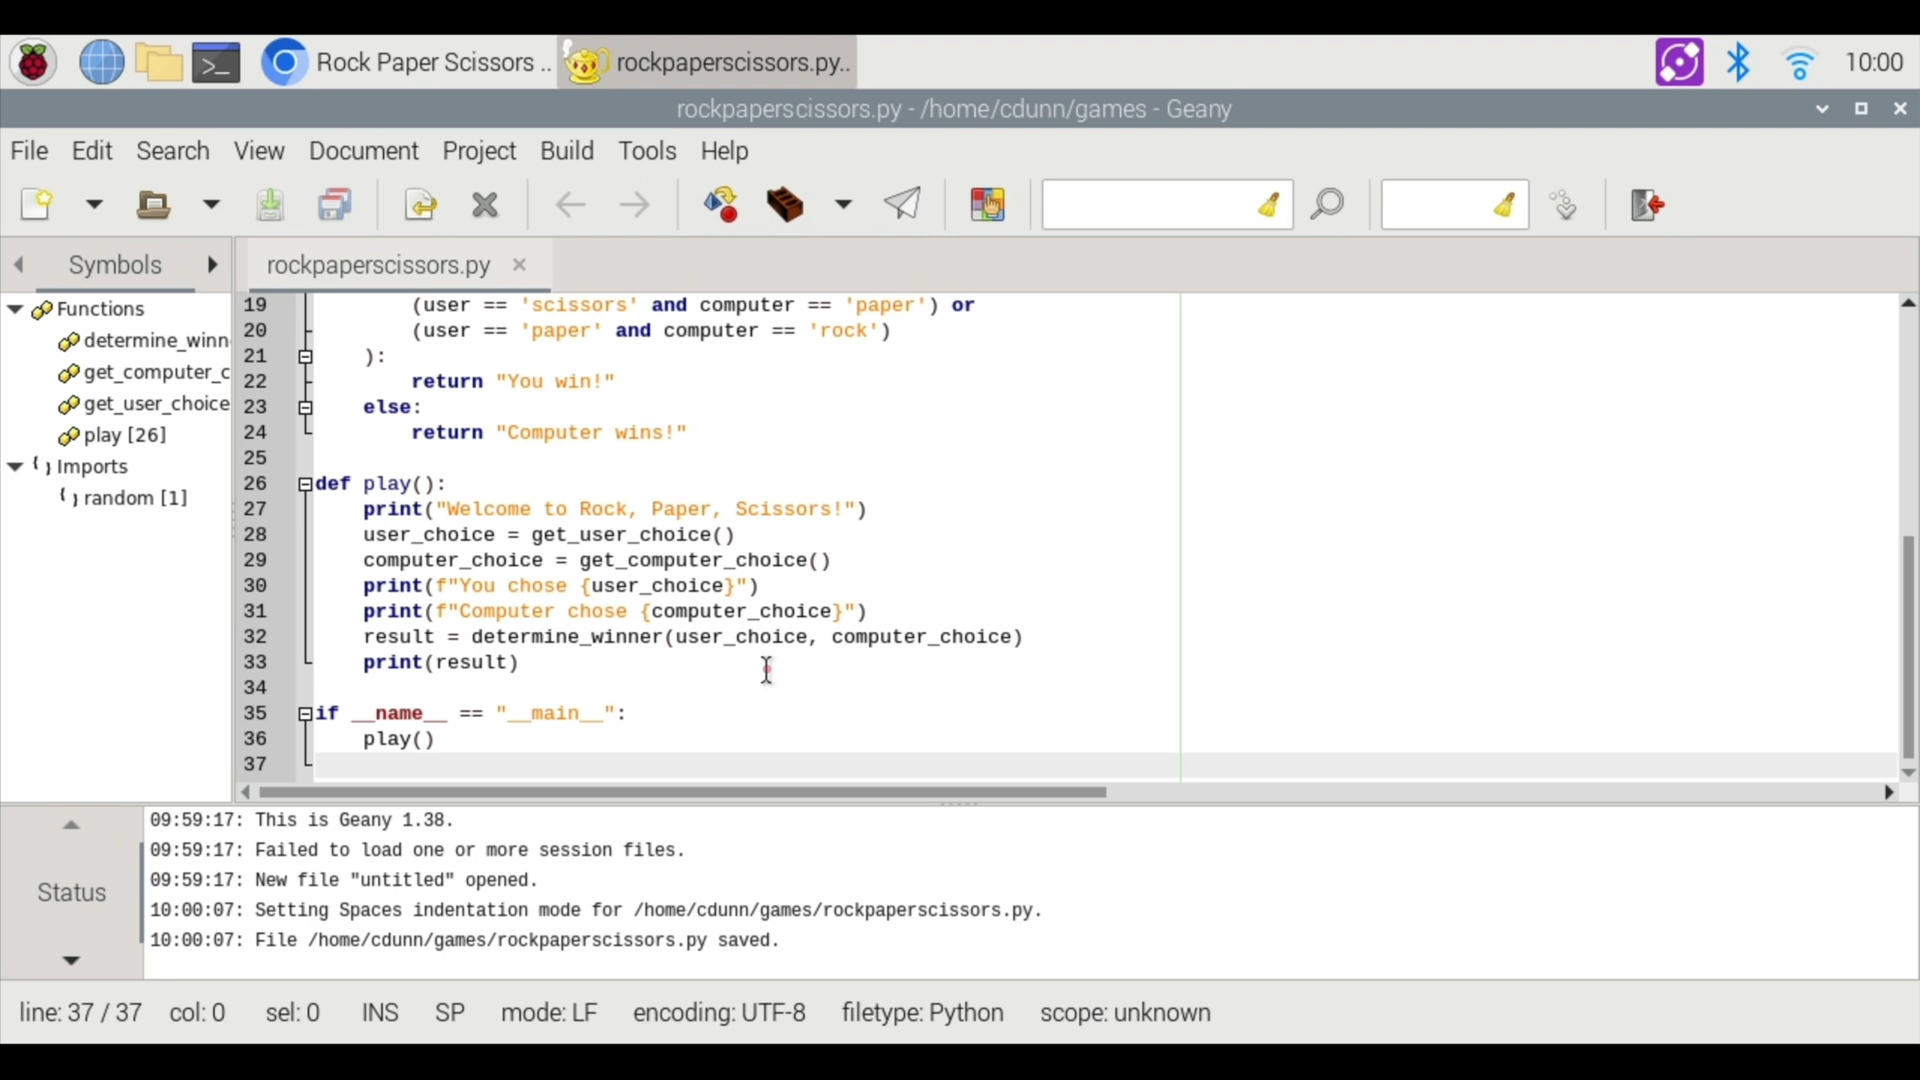 Rock Paper Scissors ..
rockpaperscissors.py..
10:00
rockpaperscissors.py - /home/cdunn/games - Geany
File Edit Search View Document Project Build Tools Help
Symbols
rockpaperscissors.py
Functions
determine_winn
get_computer_c
get_user_choice
play [26]
Imports
random [1]
19 (user == 'scissors' and computer == 'paper') or
20 (user == 'paper' and computer == 'rock')
21 ):
22 return "You win!"
23 else:
24 return "Computer wins!"
25
26 def play():
27 print("Welcome to Rock, Paper, Scissors!")
28 user_choice = get_user_choice()
29 computer_choice = get_computer_choice()
30 print(f"You chose {user_choice}")
31 print(f"Computer chose {computer_choice}")
32 result = determine_winner(user_choice, computer_choice)
33 print(result)
34
35 if __name__ == "__main__":
36 play()
37
Status
09:59:17: This is Geany 1.38.
09:59:17: Failed to load one or more session files.
09:59:17: New file "untitled" opened.
10:00:07: Setting Spaces indentation mode for /home/cdunn/games/rockpaperscissors.py.
10:00:07: File /home/cdunn/games/rockpaperscissors.py saved.
line: 37 / 37 col: 0 sel: 0 INS SP mode: LF encoding: UTF-8 filetype: Python scope: unknown